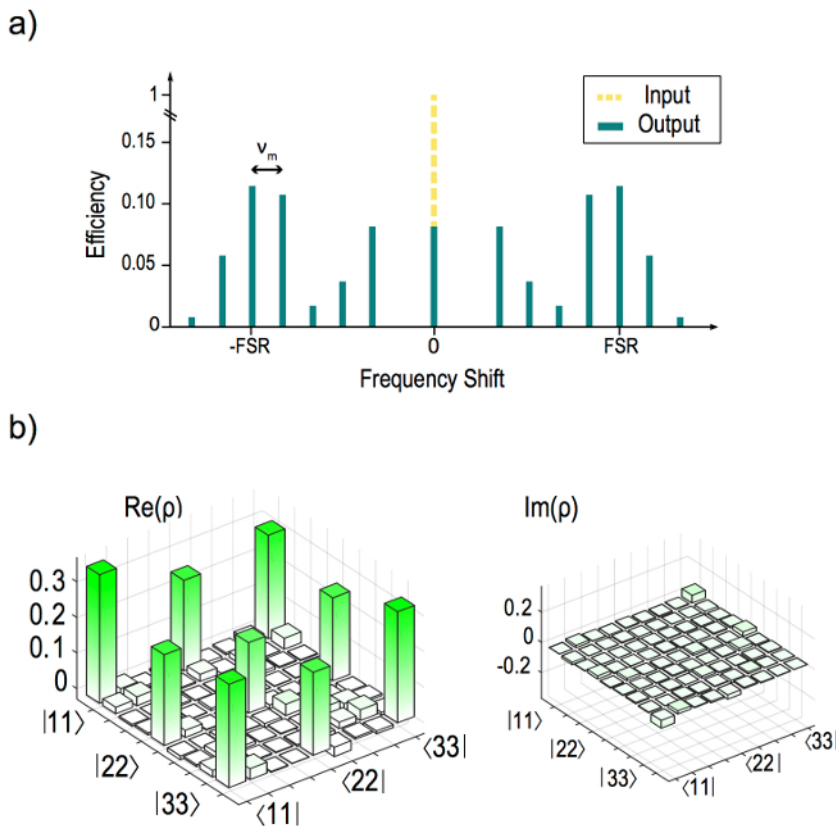 a)
Input
Output
1
0.15
0.10
0.05
0
Efficiency
νm
-FSR
0
FSR
Frequency Shift
b)
Re(ρ)
0.3
0.2
0.1
0
|11⟩
|22⟩
|33⟩
⟨11|
⟨22|
⟨33|
Im(ρ)
0.2
0
-0.2
|11⟩
|22⟩
|33⟩
⟨11|
⟨22|
⟨33|